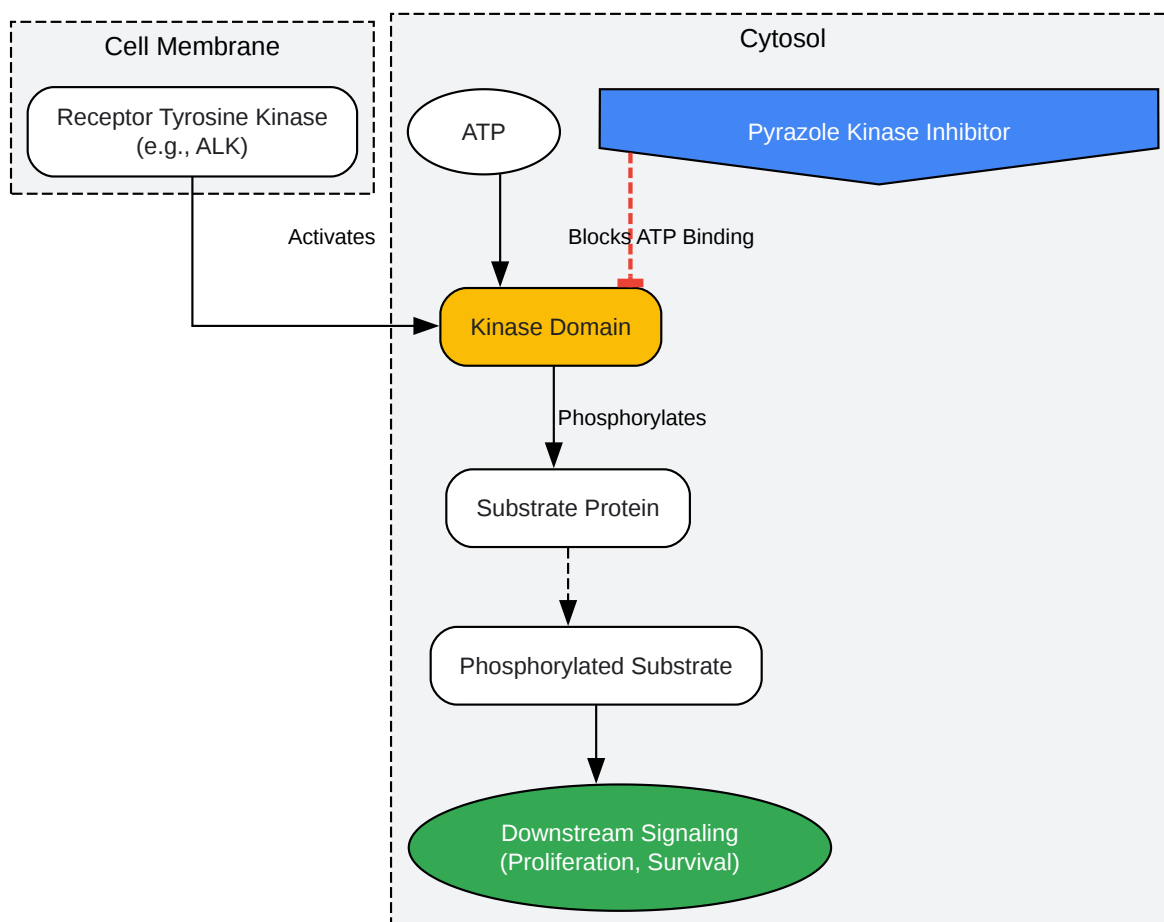 Cell Membrane
Cytosol
Receptor Tyrosine Kinase
(e.g., ALK)
ATP
Pyrazole Kinase Inhibitor
Activates
Blocks ATP Binding
Kinase Domain
Phosphorylates
Substrate Protein
Phosphorylated Substrate
Downstream Signaling
(Proliferation, Survival)